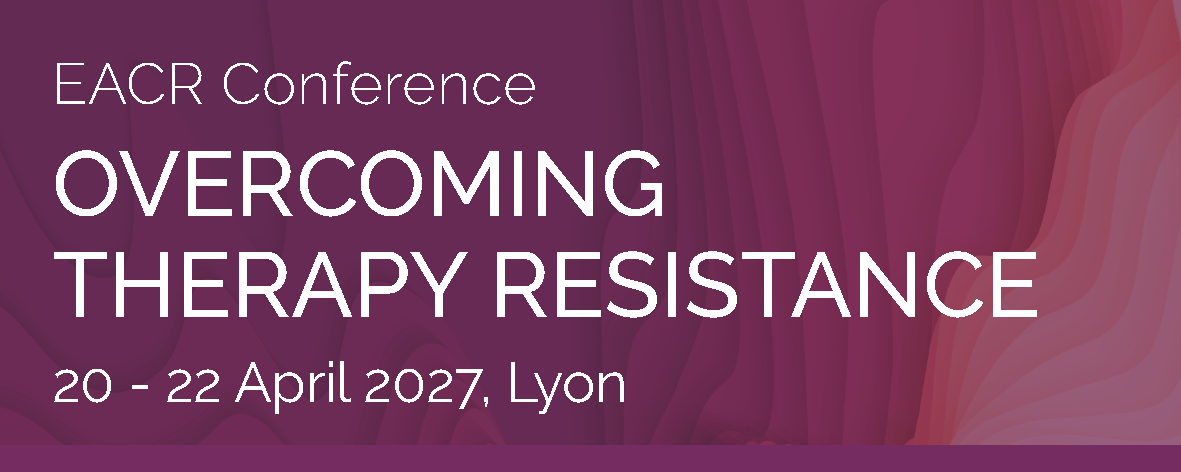 EACR Conference
OVERCOMING
THERAPY RESISTANCE
20 - 22 April 2027, Lyon